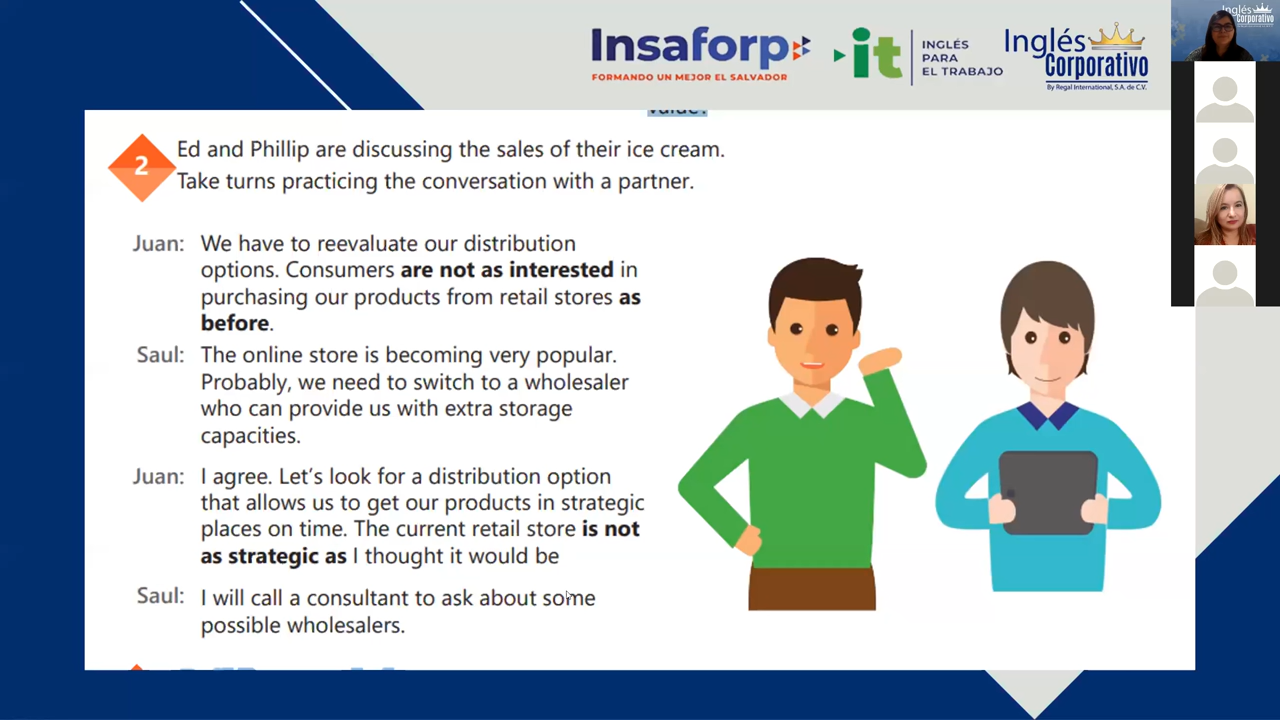 Insaforp
FORMANDO UN MEJOR EL SALVADOR
it
INGLÉS
PARA
EL TRABAJO
Inglés
Corporativo
By Regal International, S.A. de C.V.
Inglés
Corporativo
value?
2
Ed and Phillip are discussing the sales of their ice cream.
Take turns practicing the conversation with a partner.
Juan: We have to reevaluate our distribution
options. Consumers are not as interested in
purchasing our products from retail stores as
before.
Saul: The online store is becoming very popular.
Probably, we need to switch to a wholesaler
who can provide us with extra storage
capacities.
Juan: I agree. Let's look for a distribution option
that allows us to get our products in strategic
places on time. The current retail store is not
as strategic as I thought it would be
Saul: I will call a consultant to ask about some
possible wholesalers.